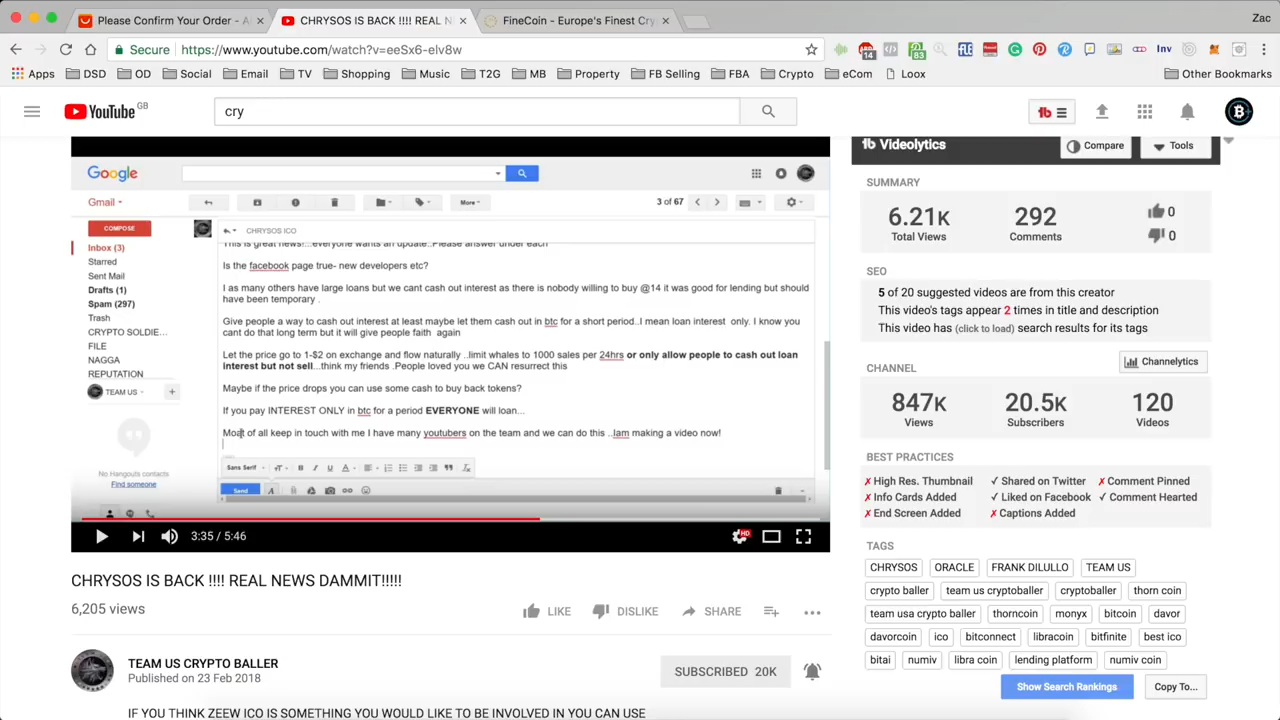 Please Confirm Your Order - A
CHRYSOS IS BACK !!!! REAL N
FineCoin - Europe's Finest Cry
Zac
Secure
https://www.youtube.com/watch?v=eeSx6-elv8w
14
83
Inv
Apps DSD OD Social Email TV Shopping Music T2G MB Property FB Selling FBA Crypto eCom Loox Other Bookmarks
YouTube GB
cry
Videolytics
Compare
Tools
Google
Gmail
More
3 of 67
COMPOSE
CHRYSOS ICO
Inbox (3)
Starred
Sent Mail
Drafts (1)
Spam (297)
Trash
CRYPTO SOLDIE...
FILE
NAGGA
REPUTATION
TEAM US
No Hangouts contacts
Find someone
This is great news!...everyone wants an update..Please answer under each
Is the facebook page true- new developers etc?
I as many others have large loans but we cant cash out interest as there is nobody willing to buy @14 it was good for lending but should
have been temporary .
Give people a way to cash out interest at least maybe let them cash out in btc for a short period..I mean loan interest only. I know you
cant do that long term but it will give people faith again
Let the price go to 1-$2 on exchange and flow naturally ..limit whales to 1000 sales per 24hrs or only allow people to cash out loan
interest but not sell...think my friends .People loved you we CAN resurrect this
Maybe if the price drops you can use some cash to buy back tokens?
If you pay INTEREST ONLY in btc for a period EVERYONE will loan...
Moat of all keep in touch with me I have many youtubers on the team and we can do this ..Iam making a video now!
Sans Serif
Send
3:35 / 5:46
HD
CHRYSOS IS BACK !!!! REAL NEWS DAMMIT!!!!!
6,205 views
LIKE
DISLIKE
SHARE
TEAM US CRYPTO BALLER
Published on 23 Feb 2018
SUBSCRIBED 20K
IF YOU THINK ZEEW ICO IS SOMETHING YOU WOULD LIKE TO BE INVOLVED IN YOU CAN USE
SUMMARY
6.21K
Total Views
292
Comments
0
0
SEO
5 of 20 suggested videos are from this creator
This video's tags appear 2 times in title and description
This video has (click to load) search results for its tags
Channelytics
CHANNEL
847K
Views
20.5K
Subscribers
120
Videos
BEST PRACTICES
✗ High Res. Thumbnail ✓ Shared on Twitter ✗ Comment Pinned
✗ Info Cards Added ✓ Liked on Facebook ✓ Comment Hearted
✗ End Screen Added ✗ Captions Added
TAGS
CHRYSOS ORACLE FRANK DILULLO TEAM US
crypto baller team us cryptoballer cryptoballer thorn coin
team usa crypto baller thorncoin monyx bitcoin davor
davorcoin ico bitconnect libracoin bitfinite best ico
bitai numiv libra coin lending platform numiv coin
Show Search Rankings
Copy To...